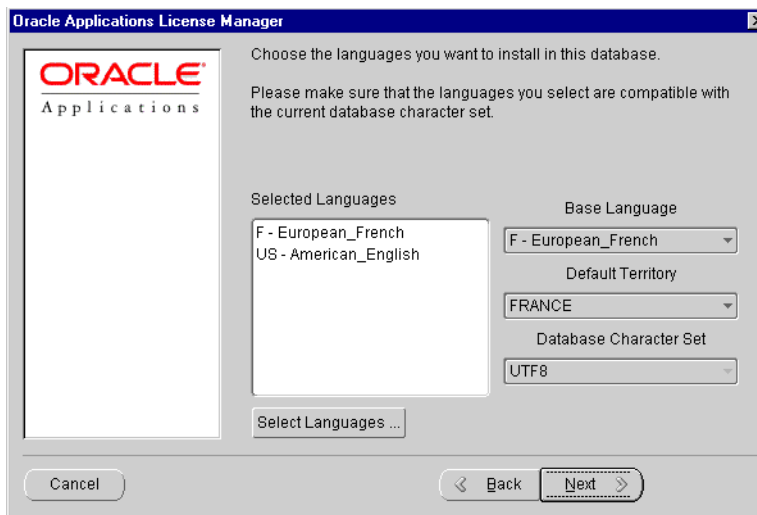 Oracle Applications License Manager
ORACLE
Applications
Choose the languages you want to install in this database.
Please make sure that the languages you select are compatible with
the current database character set.
Selected Languages
F - European_French
US - American_English
Select Languages ...
Base Language
F - European_French
Default Territory
FRANCE
Database Character Set
UTF8
Cancel
Back
Next